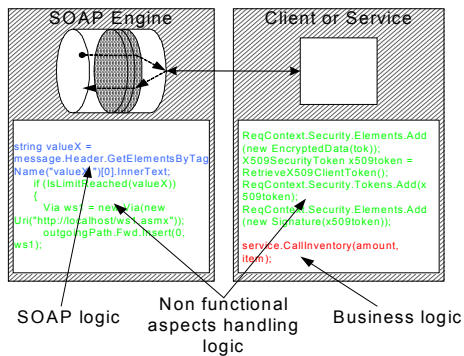 SOAP Engine
Client or Service
string valueX =
message.Header.GetElementsByTag
Name("valueX")[0].InnerText;
if (IsLimitReached(valueX))
{
Via ws1 = new Via(new
Uri("http://localhost/ws1.asmx"));
outgoingPath.Fwd.Insert(0,
ws1);
ReqContext.Security.Elements.Add
(new EncryptedData(tok));
X509SecurityToken x509token =
RetrieveX509ClientToken();
ReqContext.Security.Tokens.Add(x
509token);
ReqContext.Security.Elements.Add
(new Signature(x509token));
service.CallInventory(amount,
item);
SOAP logic
Non functional
aspects handling
logic
Business logic